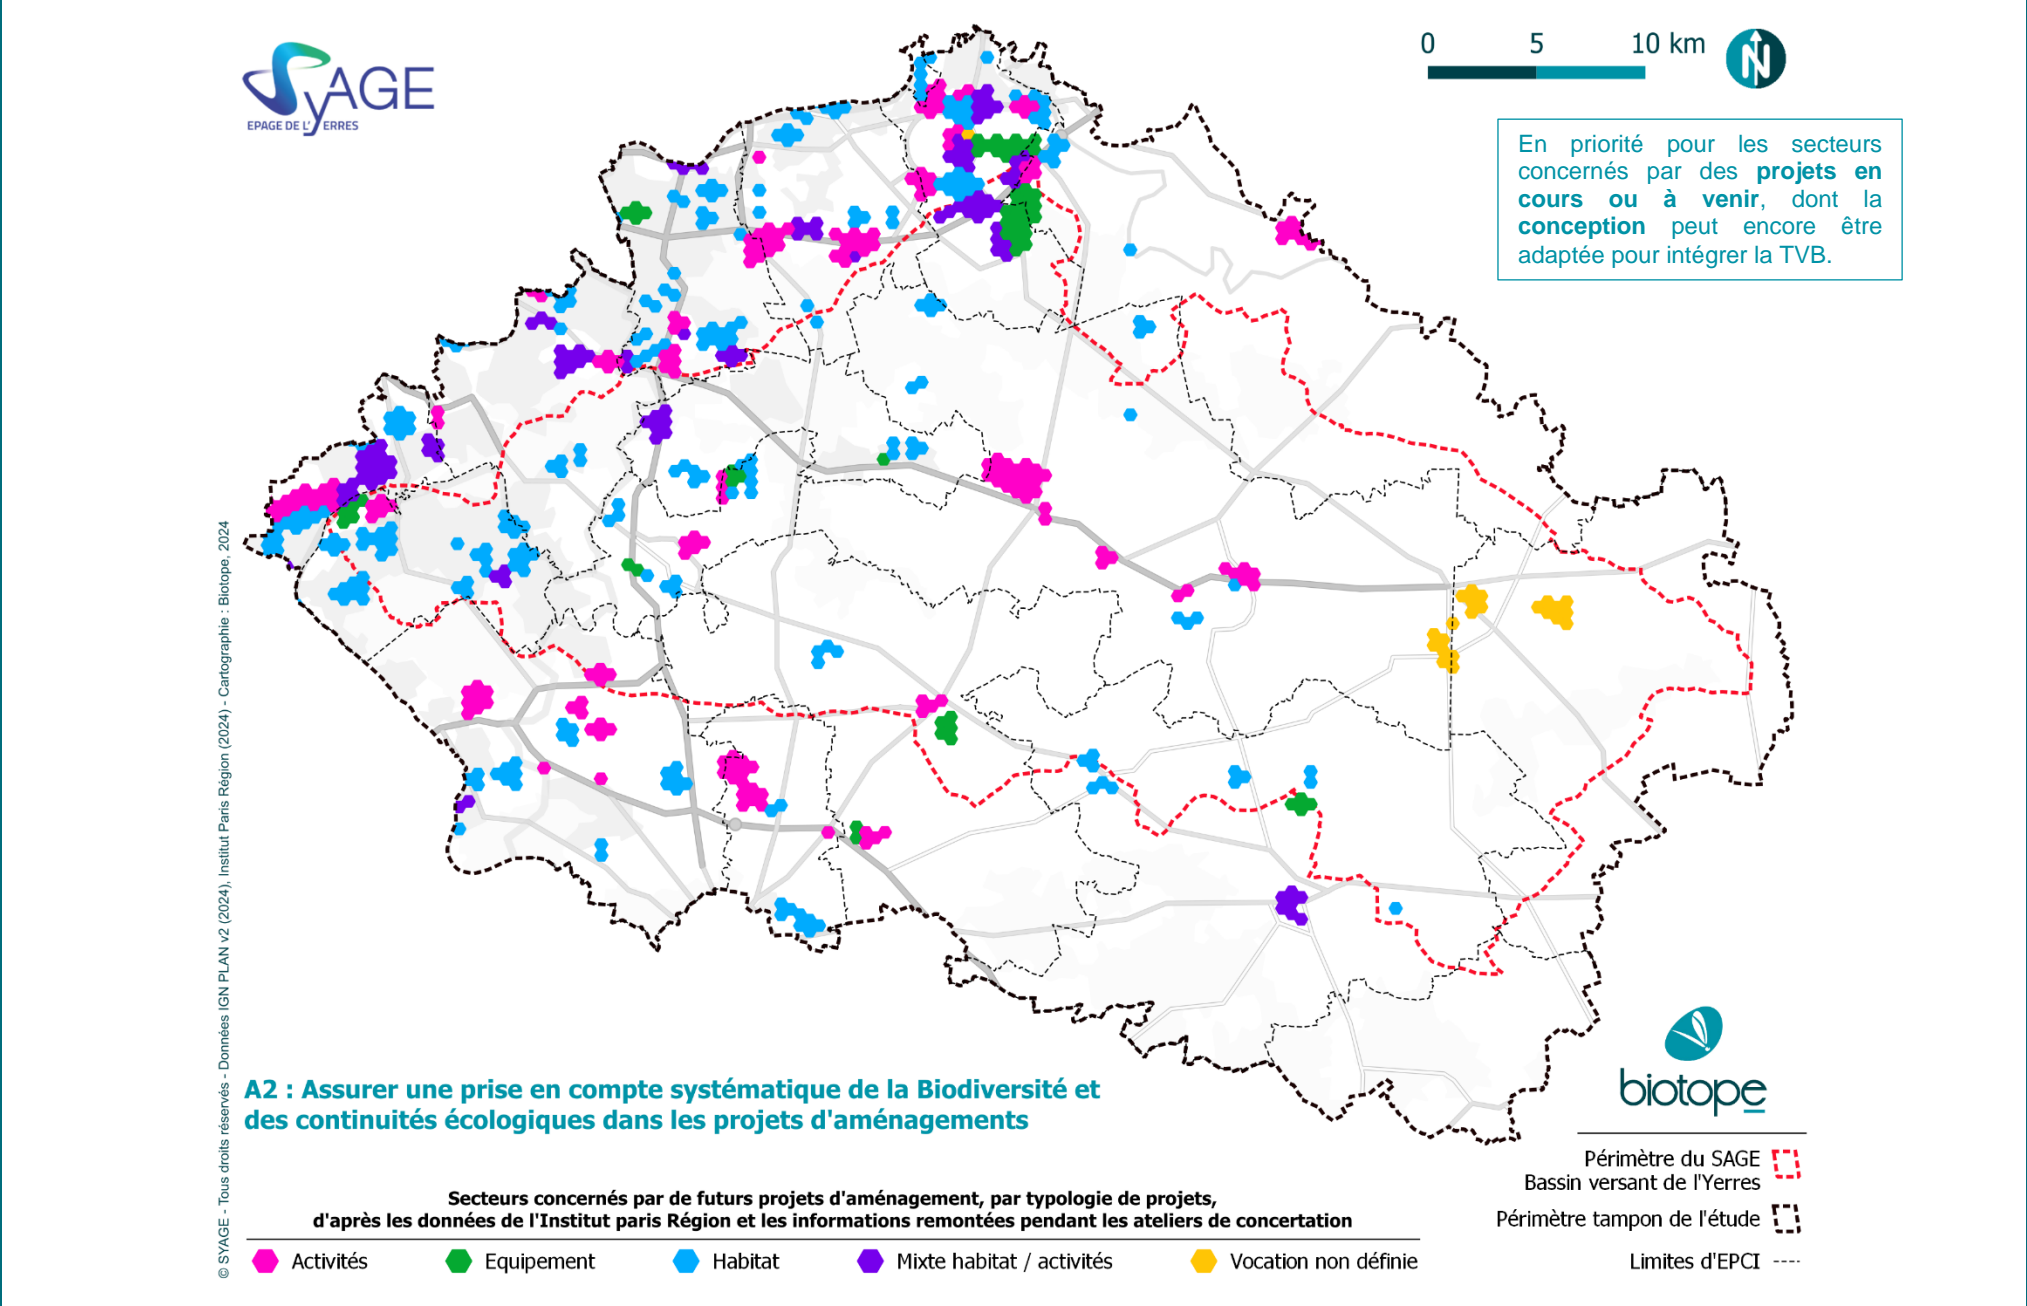 SyAGE
EPAGE DE L'YERRES
0 5 10 km
N
En priorité pour les secteurs
concernés par des projets en
cours ou à venir, dont la
conception peut encore être
adaptée pour intégrer la TVB.
© SYAGE - Tous droits réservés - Données IGN PLAN v2 (2024), Institut Paris Région (2024) - Cartographie : Biotope, 2024
A2 : Assurer une prise en compte systématique de la Biodiversité et
des continuités écologiques dans les projets d'aménagements
biotope
Périmètre du SAGE
Bassin versant de l'Yerres
Périmètre tampon de l'étude
Limites d'EPCI
Secteurs concernés par de futurs projets d'aménagement, par typologie de projets,
d'après les données de l'Institut paris Région et les informations remontées pendant les ateliers de concertation
Activités
Equipement
Habitat
Mixte habitat / activités
Vocation non définie